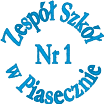 Zespół Szkół
Nr 1
w Piasecznie